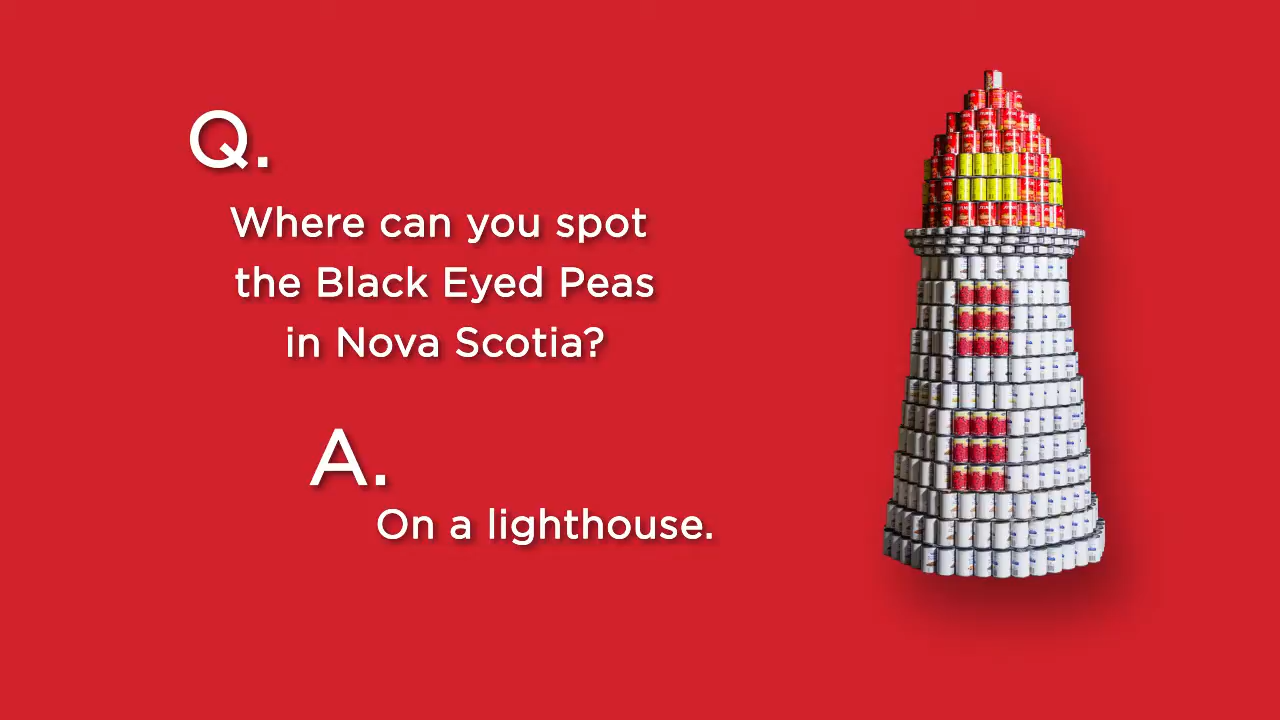 Q.
Where can you spot
the Black Eyed Peas
in Nova Scotia?
A.
On a lighthouse.